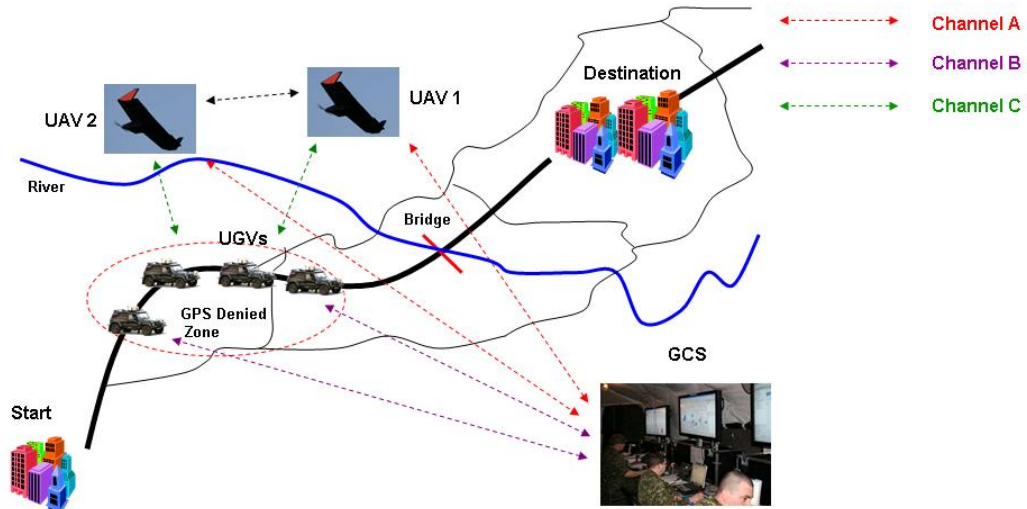 Channel A
Channel B
Channel C
Destination
UAV 2
UAV 1
River
Bridge
UGVs
GPS Denied
Zone
GCS
Start